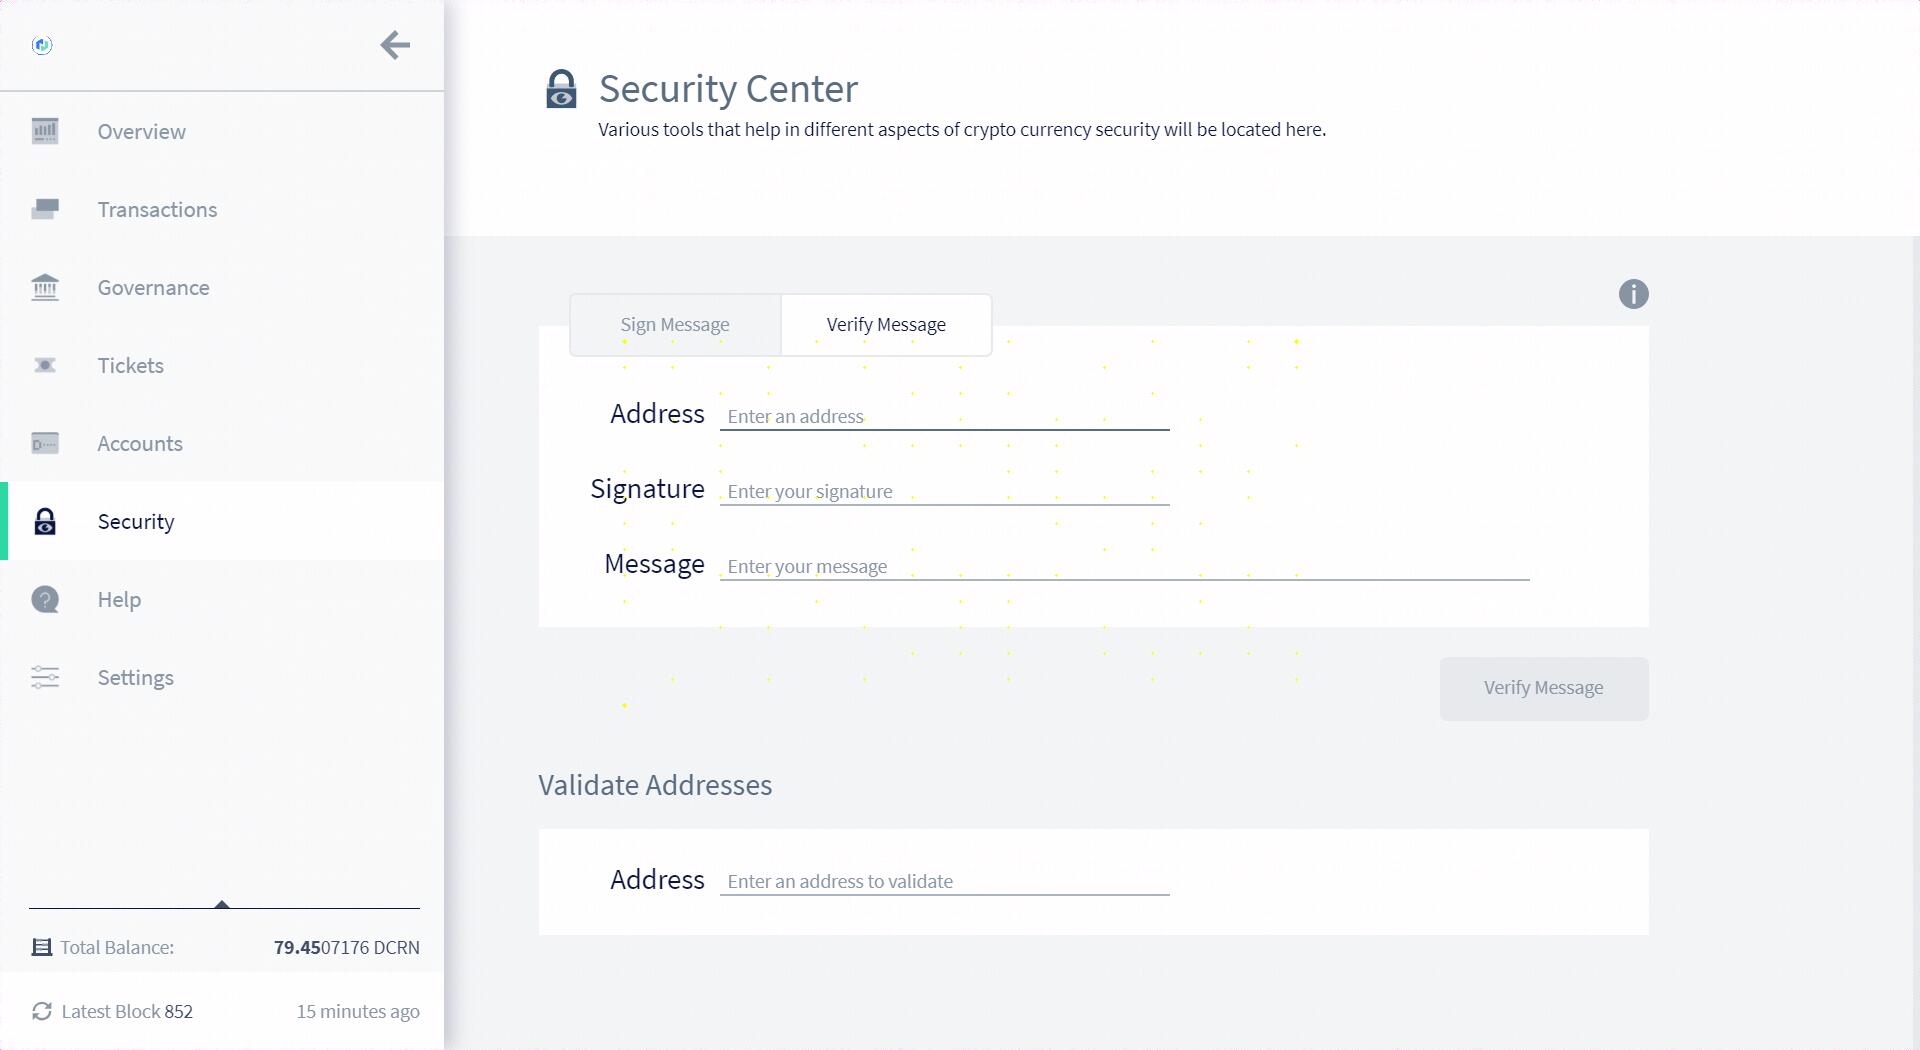 Overview
Transactions
Governance
Tickets
Accounts
Security
Help
Settings
Total Balance: 79.4507176 DCRN
Latest Block 852 15 minutes ago
Security Center
Various tools that help in different aspects of crypto currency security will be located here.
Sign Message Verify Message
Address Enter an address
Signature Enter your signature
Message Enter your message
Verify Message
Validate Addresses
Address Enter an address to validate